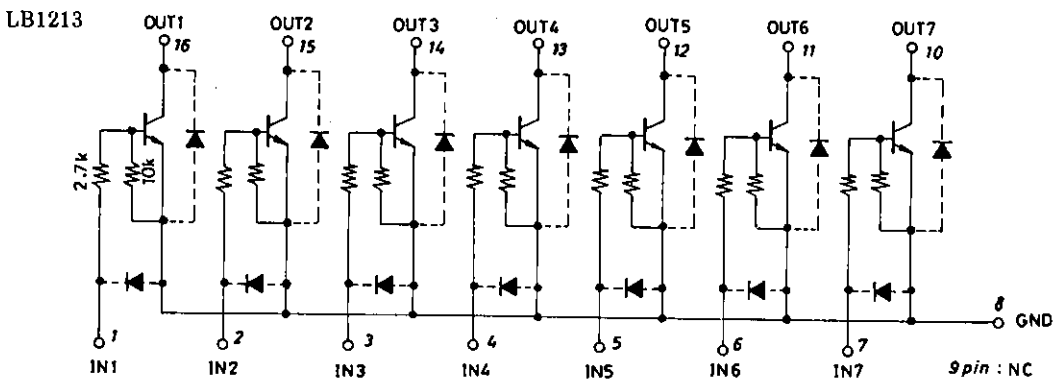 LB1213
OUT1 OUT2 OUT3 OUT4 OUT5 OUT6 OUT7
16 15 14 13 12 11 10
2.7k 10k
8
GND
1 2 3 4 5 6 7
IN1 IN2 IN3 IN4 IN5 IN6 IN7 9pin : NC